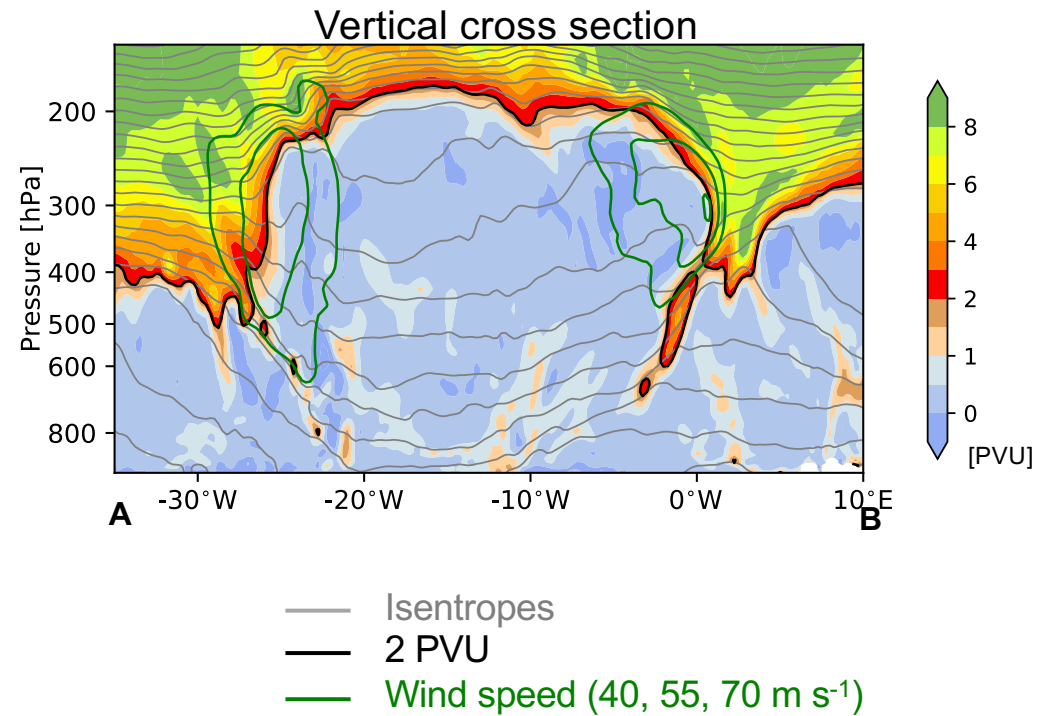 Vertical cross section
Pressure [hPa]
200
300
400
500
600
800
-30°W
-20°W
-10°W
0°W
10°E
A
B
8
6
4
2
1
0
[PVU]
Isentropes
2 PVU
Wind speed (40, 55, 70 m s-1)